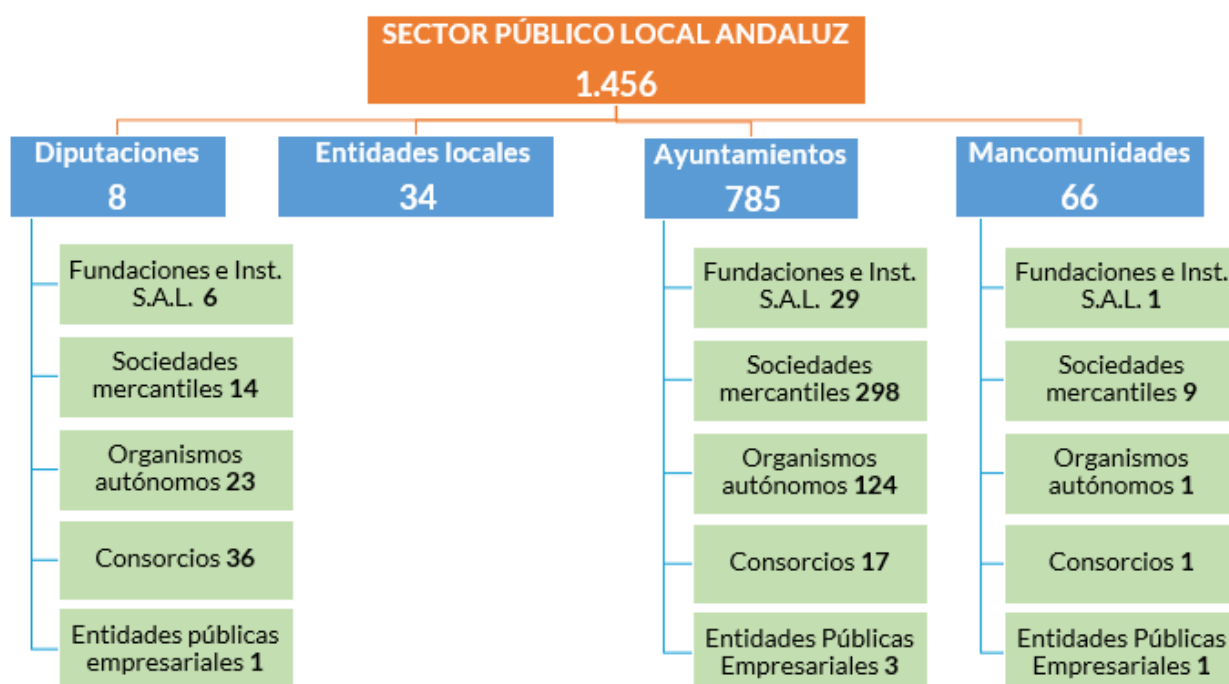 SECTOR PÚBLICO LOCAL ANDALUZ
1.456
Diputaciones
8
Entidades locales
34
Ayuntamientos
785
Mancomunidades
66
Fundaciones e Inst.
S.A.L. 6
Sociedades
mercantiles 14
Organismos
autónomos 23
Consorcios 36
Entidades públicas
empresariales 1
Fundaciones e Inst.
S.A.L. 29
Sociedades
mercantiles 298
Organismos
autónomos 124
Consorcios 17
Entidades Públicas
Empresariales 3
Fundaciones e Inst.
S.A.L. 1
Sociedades
mercantiles 9
Organismos
autónomos 1
Consorcios 1
Entidades Públicas
Empresariales 1